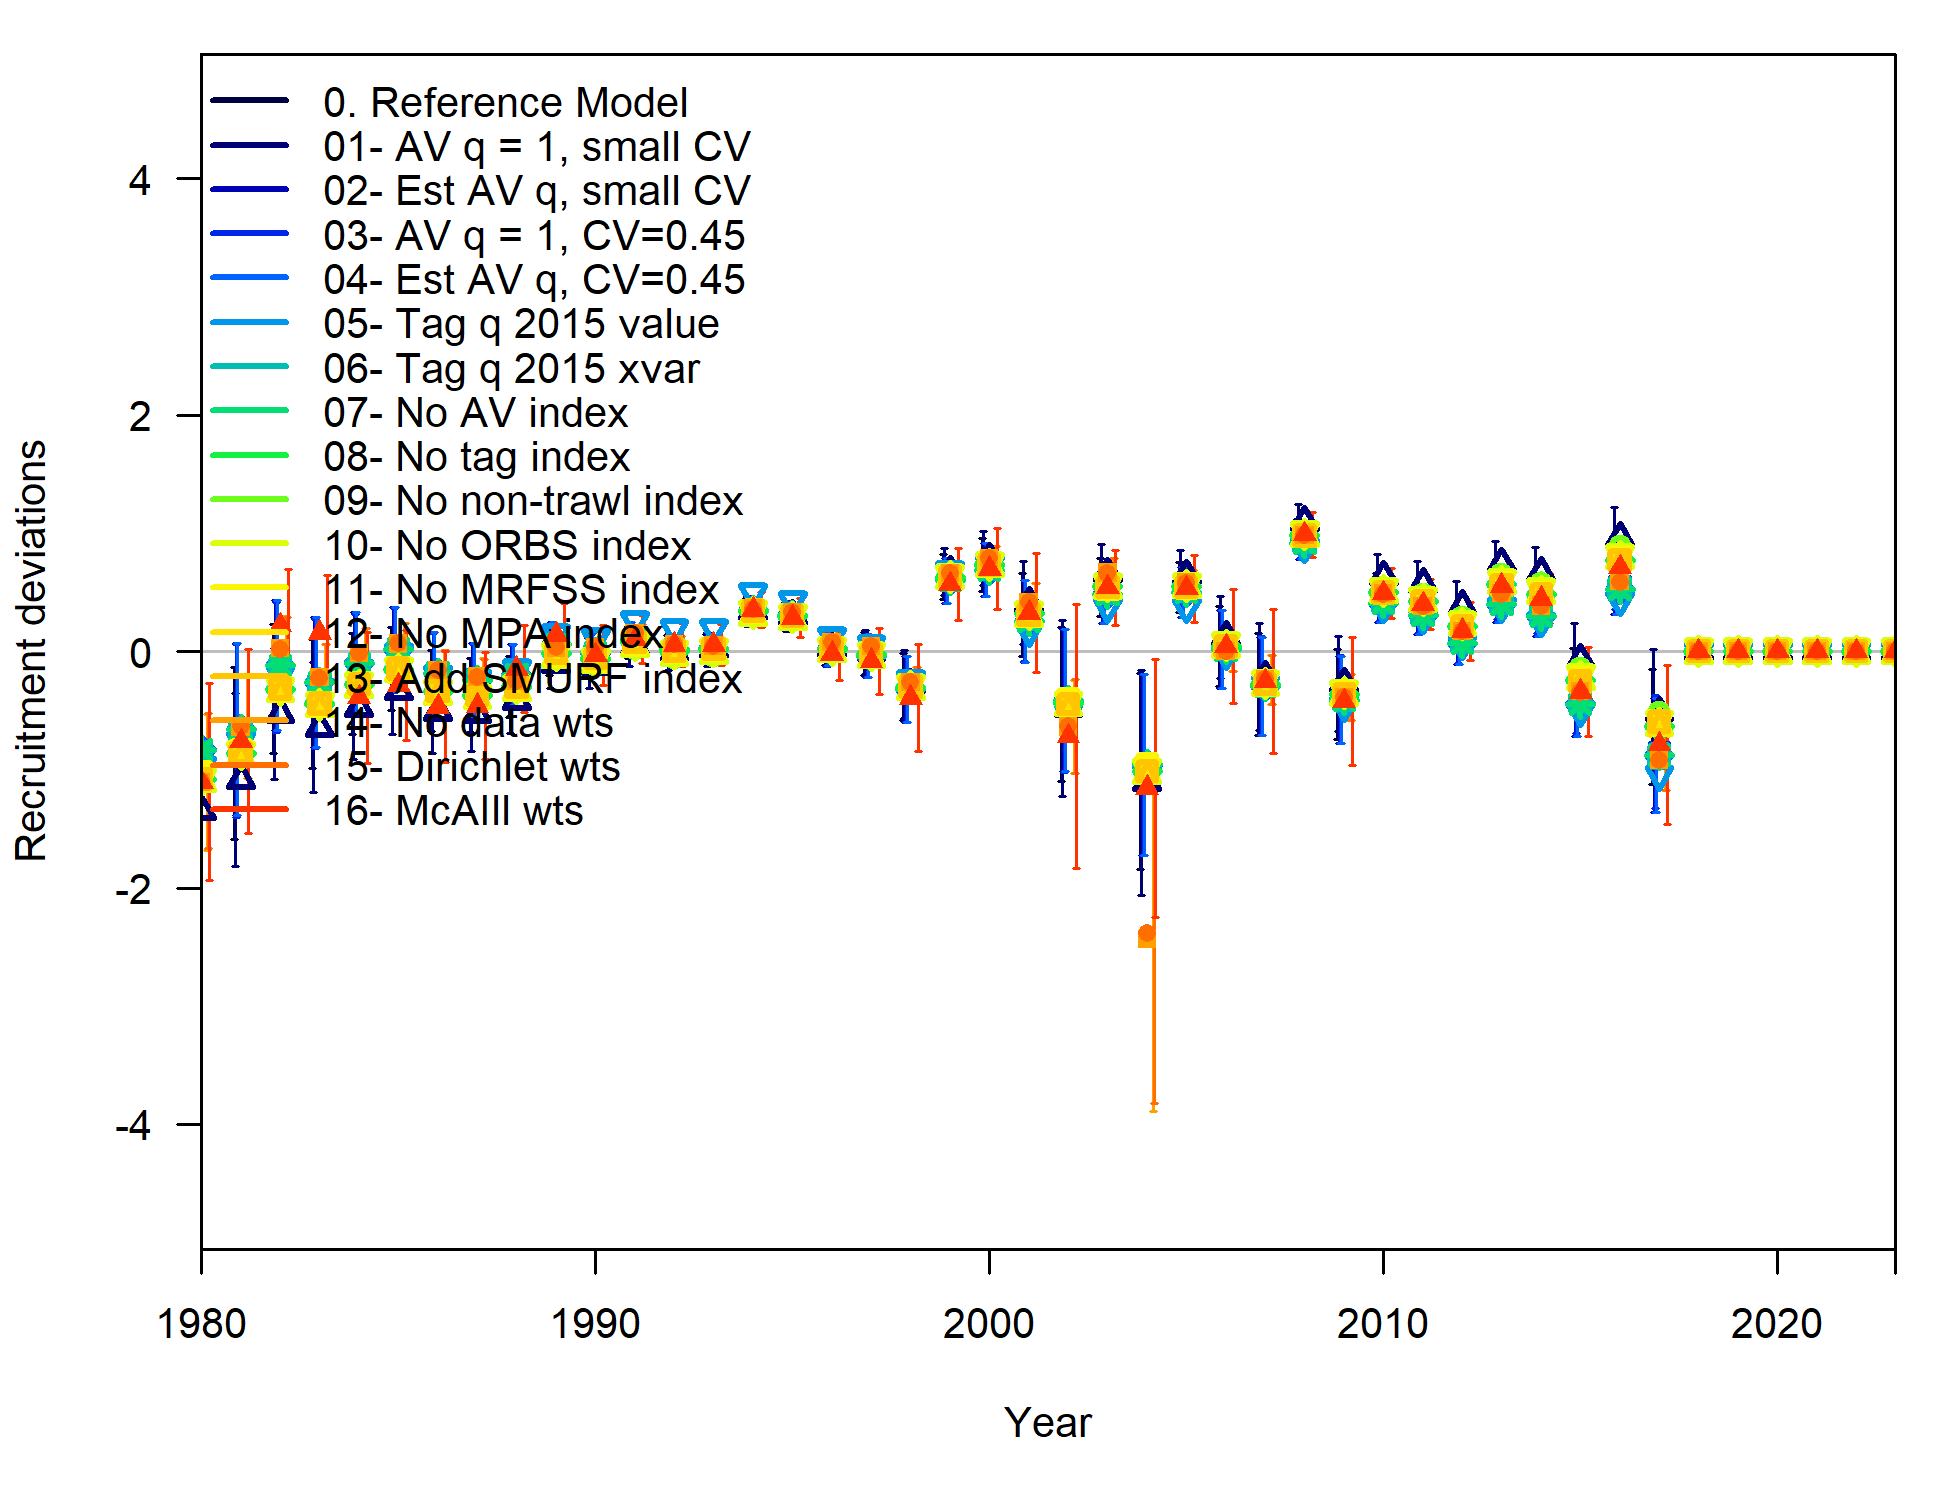 0. Reference Model
01- AV q = 1, small CV
02- Est AV q, small CV
03- AV q = 1, CV=0.45
04- Est AV q, CV=0.45
05- Tag q 2015 value
06- Tag q 2015 xvar
07- No AV index
08- No tag index
09- No non-trawl index
10- No ORBS index
11- No MRFSS index
12- No MPA index
13- Add SMURF index
14- No data wts
15- Dirichlet wts
16- McAlll wts
Recruitment deviations
4
2
0
-2
-4
1980 1990 2000 2010 2020
Year